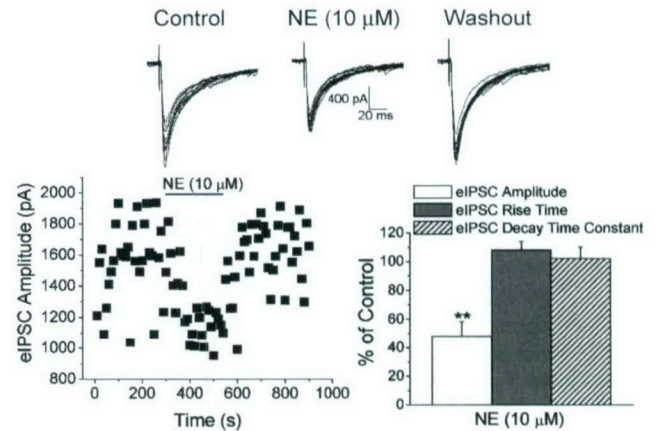 Control NE (10 μM) Washout
400 pA
20 ms
NE (10 μM)
eIPSC Amplitude (pA)
2000
1800
1600
1400
1200
1000
800
0 200 400 600 800 1000
Time (s)
eIPSC Amplitude
eIPSC Rise Time
eIPSC Decay Time Constant
% of Control
120
100
80
60
40
20
0
**
NE (10 μM)